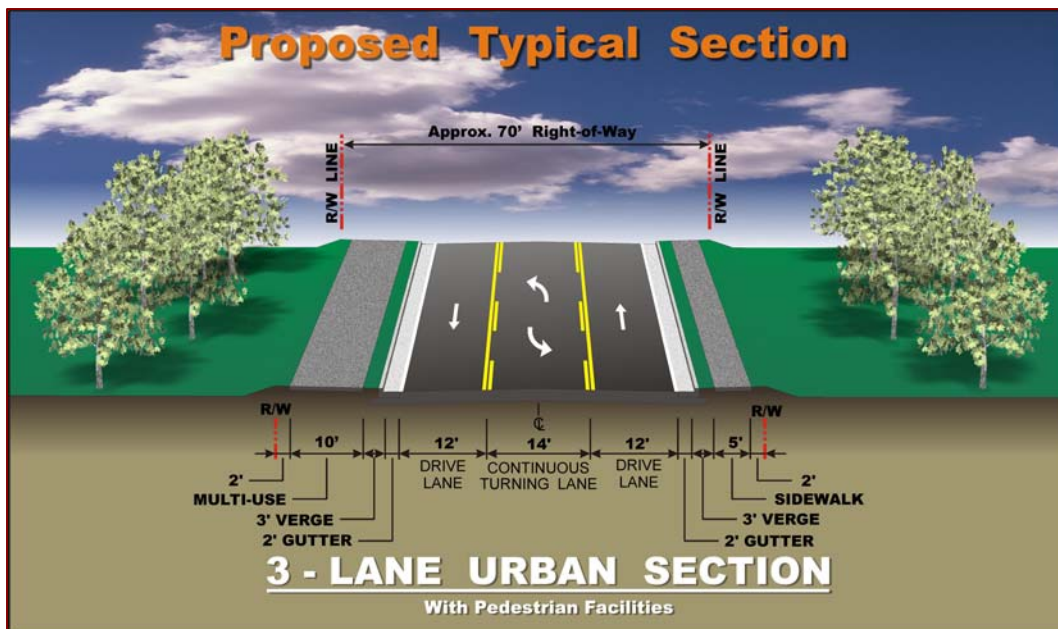 Proposed Typical Section
Approx. 70' Right-of-Way
R/W LINE
R/W LINE
R/W
R/W
℄
10'
12'
14'
12'
5'
DRIVE
LANE
CONTINUOUS
TURNING LANE
DRIVE
LANE
2'
2'
MULTI-USE
SIDEWALK
3' VERGE
3' VERGE
2' GUTTER
2' GUTTER
3 - LANE URBAN SECTION
With Pedestrian Facilities